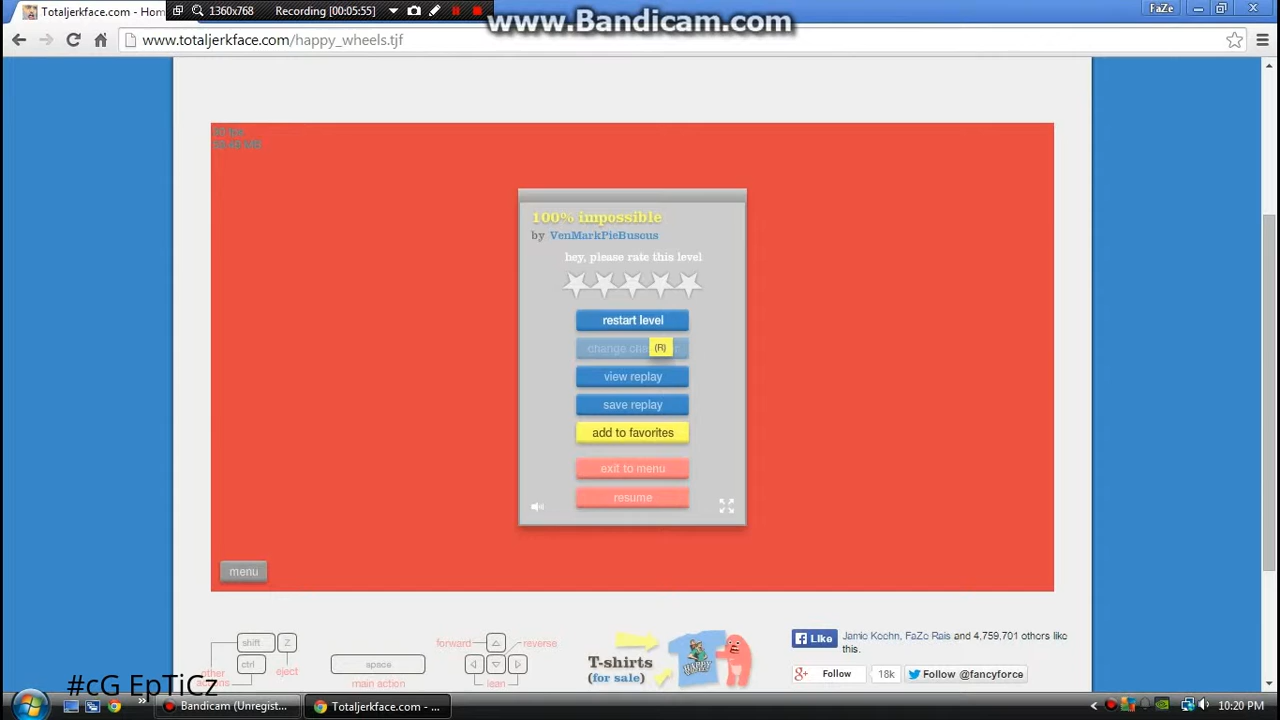 Totaljerkface.com - Hom
1360x768
Recording (00:05:55)
www.Bandicam.com
FaZe
www.totaljerkface.com/happy_wheels.tjf
100% impossible
by VenMarkPieBuscus
hey, please rate this level
restart level
(R)
view replay
save replay
add to favorites
exit to menu
resume
menu
shift Z
ctrl
other
eject
space
main action
forward
reverse
lean
T-shirts
(for sale)
Like
Jamie Keehn, FaZe Rais and 4,759,701 others like
this.
Follow
18k
Follow @fancyforce
#cG EpTiCz
Bandicam (Unregist...
Totaljerkface.com - ...
10:20 PM